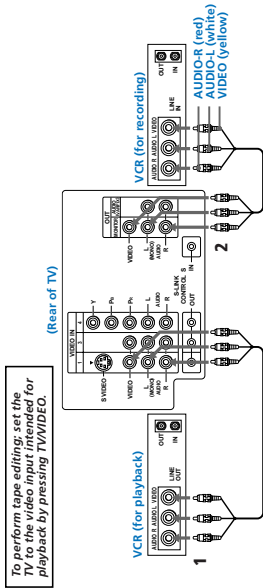 To perform tape editing; set the
TV to the video input intended for
playback by pressing TV/VIDEO.
(Rear of TV)
VCR (for playback)
AUDIO R AUDIO L VIDEO
LINE
OUT
OUT
IN
1
VIDEO IN
1
3
4
S VIDEO
VIDEO
L
(MONO)
AUDIO
R
Y
PB
PR
L
AUDIO
R
S-LINK
CONTROL S
OUT
IN
OUT
MONITOR
VIDEO
L
(MONO)
AUDIO
R
2
VCR (for recording)
AUDIO R AUDIO L VIDEO
LINE
IN
OUT
IN
AUDIO-R (red)
AUDIO-L (white)
VIDEO (yellow)